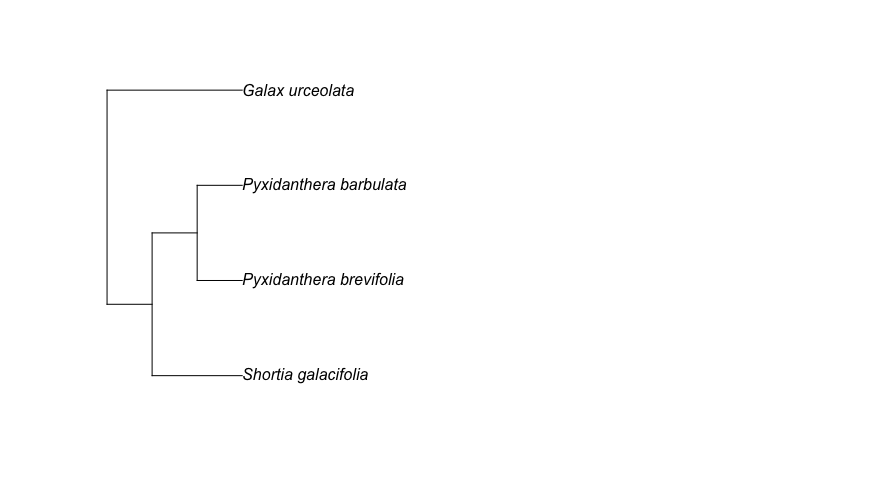 Galax urceolata
Pyxidanthera barbulata
Pyxidanthera brevifolia
Shortia galacifolia